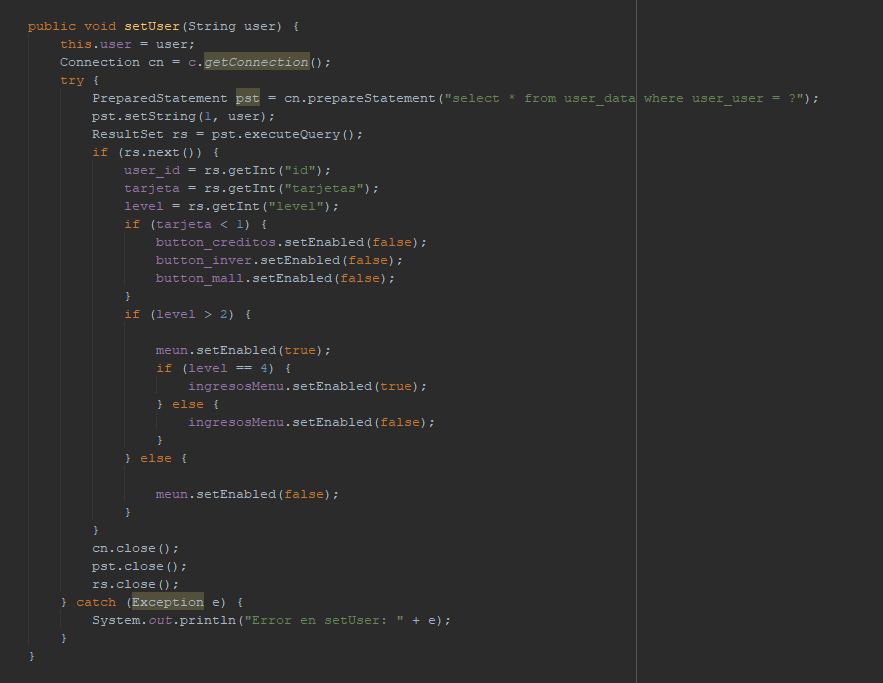 public void setUser(String user) {
    this.user = user;
    Connection cn = c.getConnection();
    try {
        PreparedStatement pst = cn.prepareStatement("select * from user_data where user_user = ?");
        pst.setString(1, user);
        ResultSet rs = pst.executeQuery();
        if (rs.next()) {
            user_id = rs.getInt("id");
            tarjeta = rs.getInt("tarjetas");
            level = rs.getInt("level");
            if (tarjeta < 1) {
                button_creditos.setEnabled(false);
                button_inver.setEnabled(false);
                button_mall.setEnabled(false);
            }
            if (level > 2) {
                meun.setEnabled(true);
                if (level == 4) {
                    ingresosMenu.setEnabled(true);
                } else {
                    ingresosMenu.setEnabled(false);
                }
            } else {
                meun.setEnabled(false);
            }
        }
        cn.close();
        pst.close();
        rs.close();
    } catch (Exception e) {
        System.out.println("Error en setUser: " + e);
    }
}